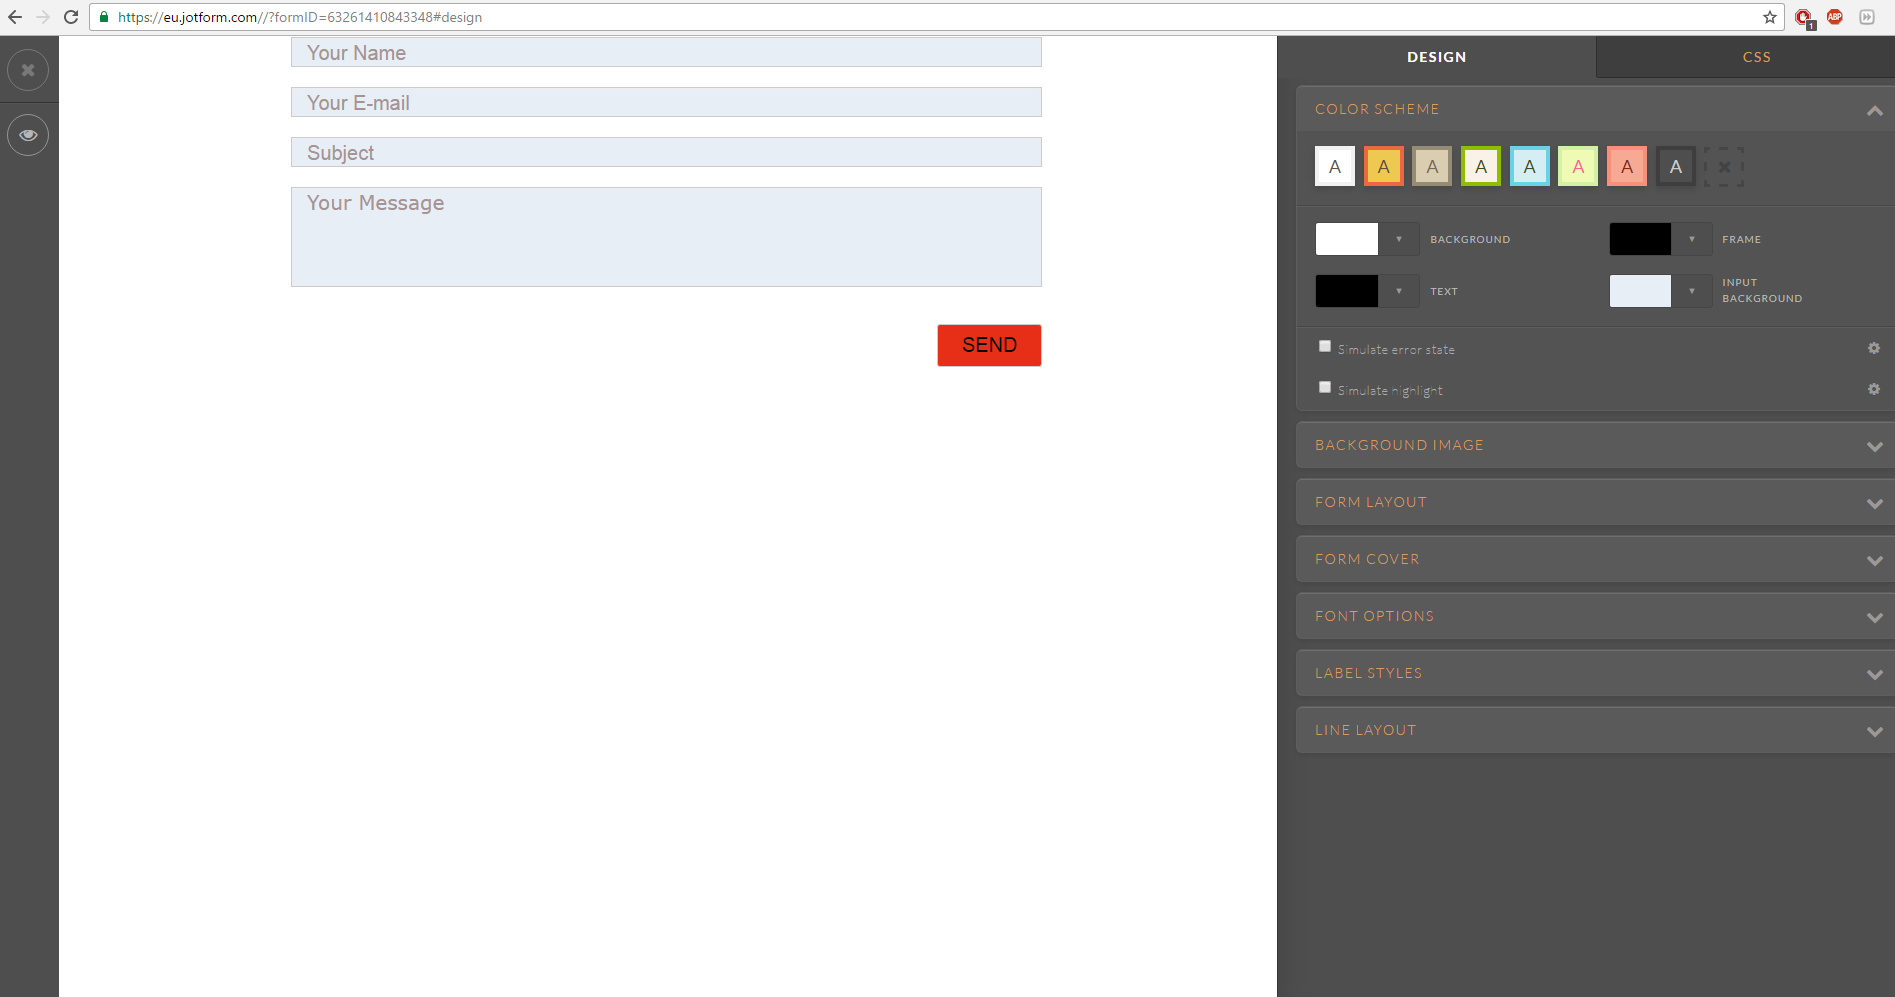 https://eu.jotform.com//?formID=63261410843348#design
1
ABP
Your Name
Your E-mail
Subject
Your Message
SEND
DESIGN
CSS
COLOR SCHEME
A A A A A A A A
BACKGROUND
FRAME
TEXT
INPUT
BACKGROUND
Simulate error state
Simulate highlight
BACKGROUND IMAGE
FORM LAYOUT
FORM COVER
FONT OPTIONS
LABEL STYLES
LINE LAYOUT